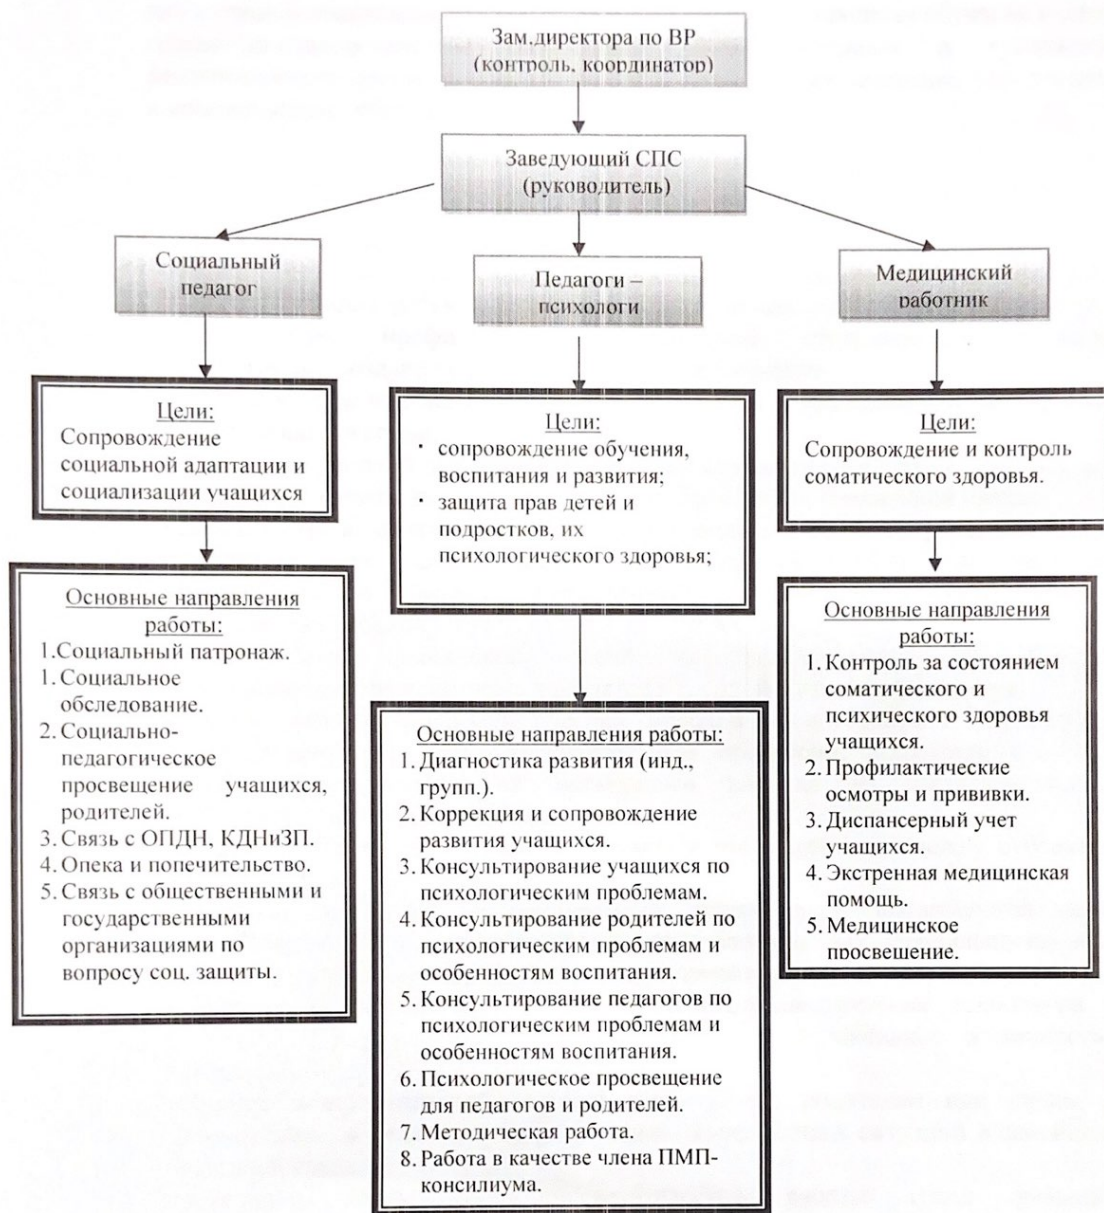 Зам.директора по ВР
(контроль, координатор)
Заведующий СПС
(руководитель)
Социальный
педагог
Педагоги –
психологи
Медицинский
работник
Цели:
Сопровождение
социальной адаптации и
социализации учащихся
Цели:
· сопровождение обучения,
воспитания и развития;
· защита прав детей и
подростков, их
психологического здоровья;
Цели:
Сопровождение и контроль
соматического здоровья.
Основные направления
работы:
1.Социальный патронаж.
1. Социальное
обследование.
2. Социально-
педагогическое
просвещение учащихся,
родителей.
3. Связь с ОПДН, КДНиЗП.
4. Опека и попечительство.
5. Связь с общественными и
государственными
организациями по
вопросу соц. защиты.
Основные направления работы:
1. Диагностика развития (инд.,
групп.).
2. Коррекция и сопровождение
развития учащихся.
3. Консультирование учащихся по
психологическим проблемам.
4. Консультирование родителей по
психологическим проблемам и
особенностям воспитания.
5. Консультирование педагогов по
психологическим проблемам и
особенностям воспитания.
6. Психологическое просвещение
для педагогов и родителей.
7. Методическая работа.
8. Работа в качестве члена ПМП-
консилиума.
Основные направления
работы:
1. Контроль за состоянием
соматического и
психического здоровья
учащихся.
2. Профилактические
осмотры и прививки.
3. Диспансерный учет
учащихся.
4. Экстренная медицинская
помощь.
5. Медицинское
просвещение.